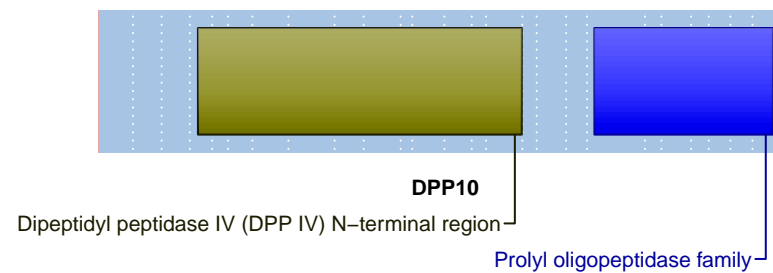 DPP10
Dipeptidyl peptidase IV (DPP IV) N−terminal region
Prolyl oligopeptidase family